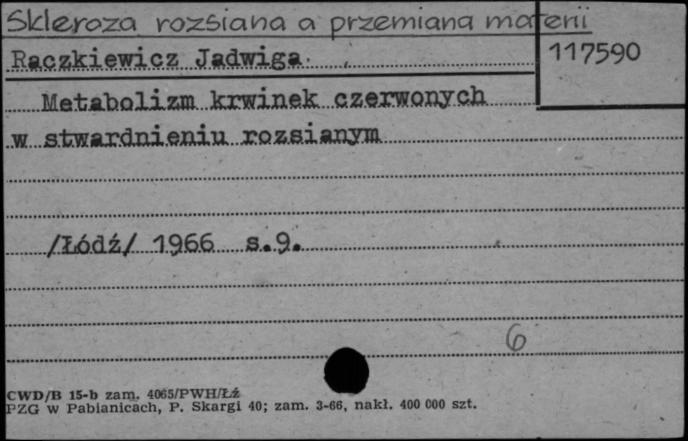 Skleroza rozsiana a przemiana materii
Raczkiewicz Jadwiga.
117590
Metabolizm krwinek czerwonych
w stwardnieniu rozsianym
/Łódź/ 1966 s.9.
6
CWD/B 15-b zam. 4065/PWH/Łź
PZG w Pabianicach, P. Skargi 40; zam. 3-66, nakł. 400 000 szt.